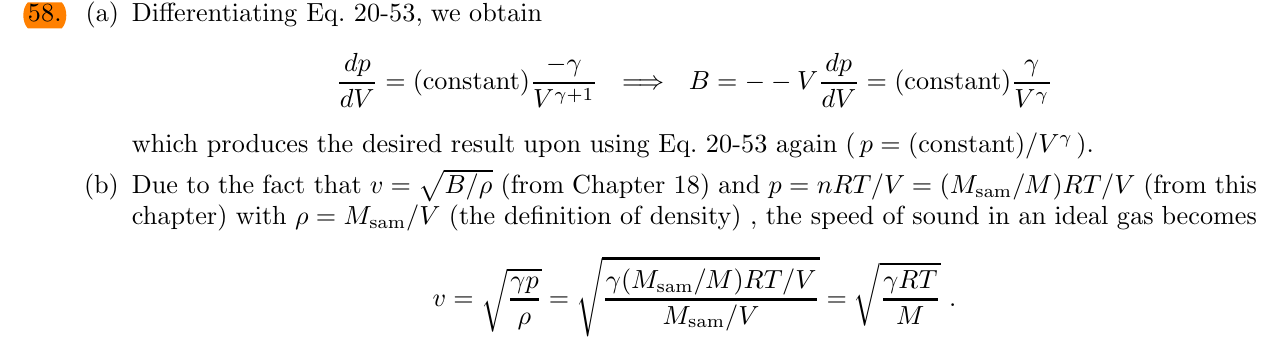 58. (a) Differentiating Eq. 20-53, we obtain
dp/dV = (constant) −γ/V^{γ+1} ⟹ B = − − V dp/dV = (constant) γ/V^γ
which produces the desired result upon using Eq. 20-53 again ( p = (constant)/V^γ ).
(b) Due to the fact that v = √(B/ρ) (from Chapter 18) and p = nRT/V = (M_sam/M)RT/V (from this
chapter) with ρ = M_sam/V (the definition of density) , the speed of sound in an ideal gas becomes
v = √(γp/ρ) = √(γ(M_sam/M)RT/V / M_sam/V) = √(γRT/M) .